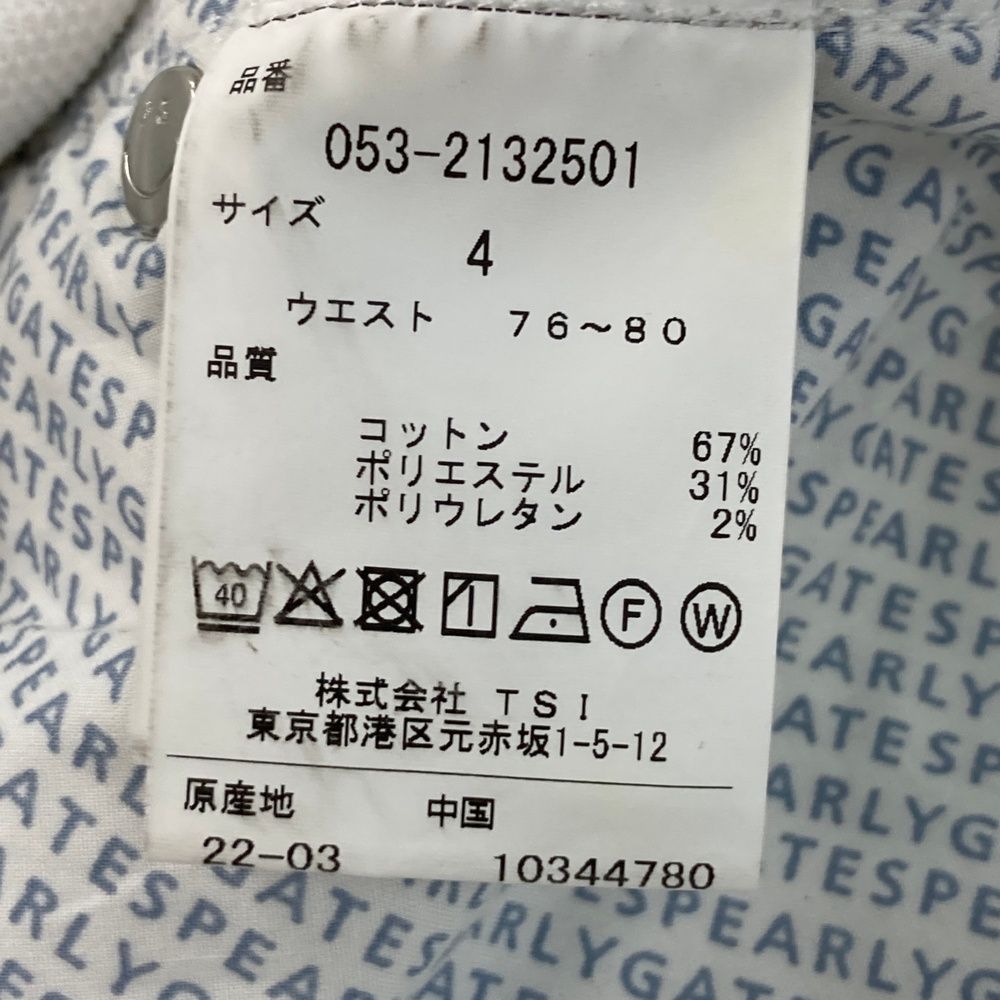 品番
053-2132501
サイズ
4
ウエスト 76～80
品質
コットン 67%
ポリエステル 31%
ポリウレタン 2%
40 F W
株式会社 TSI
東京都港区元赤坂1-5-12
原産地 中国
22-03 10344780
PEARLYGATES